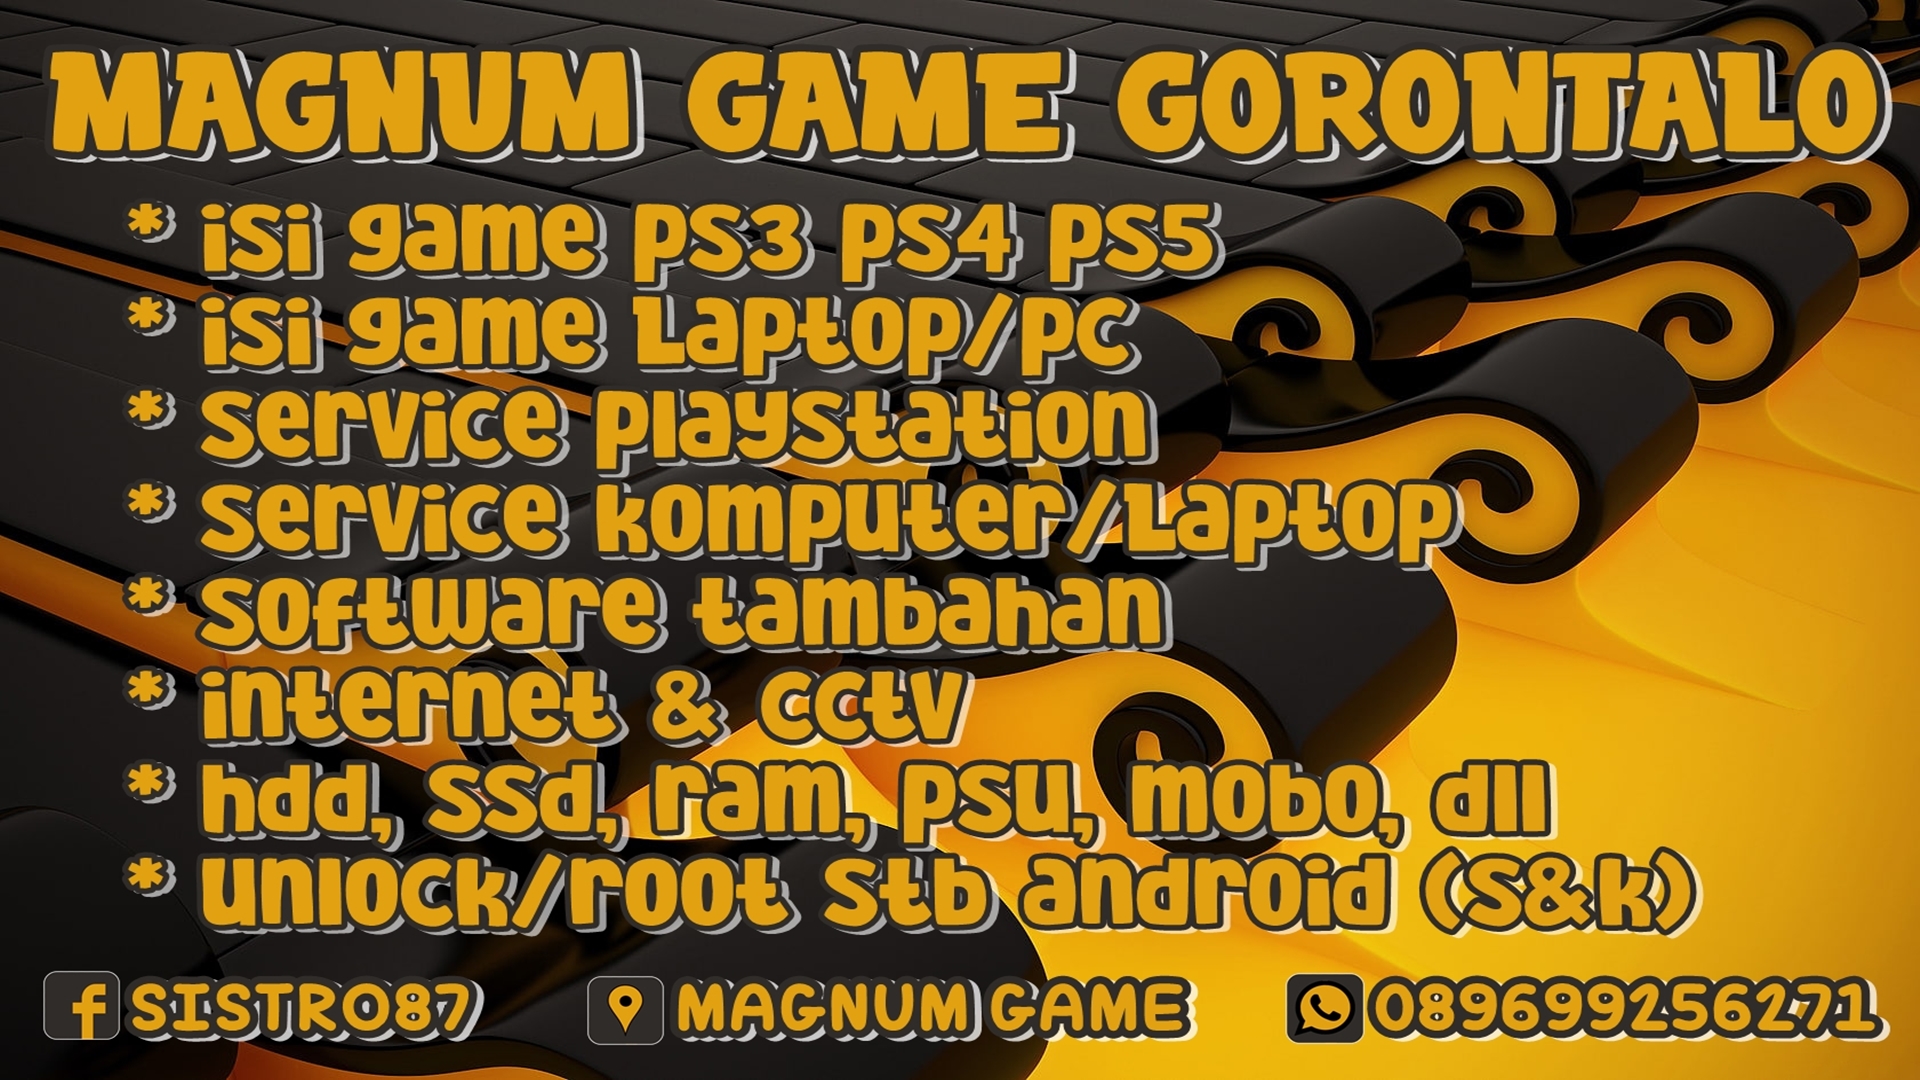 MAGNUM GAME GORONTALO
* isi game PS3 PS4 PS5
* isi game Laptop/PC
* service playstation
* service komputer/Laptop
* software tambahan
* internet & cctv
* hdd, ssd, ram, psu, mobo, dll
* unlock/root stb android (S&K)
SISTRO87
MAGNUM GAME
089699256271